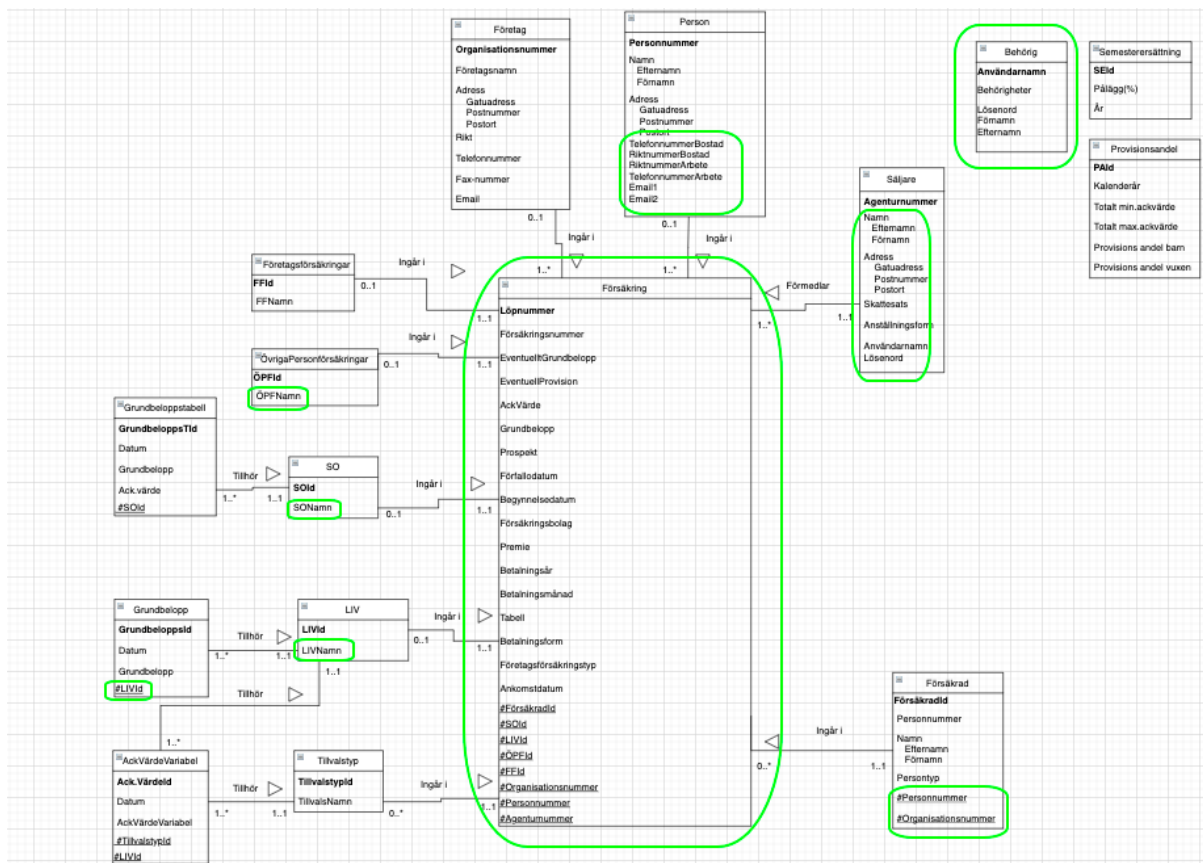 Företag
Organisationsnummer
Företagsnamn
Adress
Gatuadress
Postnummer
Postort
Rikt
Telefonnummer
Fax-nummer
Email
0..1
Ingår i
1..*
Person
Personnummer
Namn
Efternamn
Förnamn
Adress
Gatuadress
Postnummer
Postort
TelefonnummerBostad
RiktnummerBostad
RiktnummerArbete
TelefonnummerArbete
Email1
Email2
0..1
Ingår i
1..*
Behörig
Användarnamn
Behörigheter
Lösenord
Förnamn
Efternamn
Semesterersättning
SEId
Pålägg(%)
År
Provisionsandel
PAId
Kalenderår
Totalt min.ackvärde
Totalt max.ackvärde
Provisions andel barn
Provisions andel vuxen
Säljare
Agenturnummer
Namn
Efternamn
Förnamn
Adress
Gatuadress
Postnummer
Postort
Skattesats
Anställningsform
Användarnamn
Lösenord
Förmedlar
1..*
1..1
Företagsförsäkringar
FFId
FFNamn
Ingår i
0..1
1..1
ÖvrigaPersonförsäkringar
ÖPFId
ÖPFNamn
Ingår i
0..1
1..1
Grundbeloppstabell
GrundbeloppsTId
Datum
Grundbelopp
Ack.värde
#SOId
Tillhör
1..*
1..1
SO
SOId
SONamn
Ingår i
0..1
1..1
Försäkring
Löpnummer
Försäkringsnummer
EventuelltGrundbelopp
EventuellProvision
AckVärde
Grundbelopp
Prospekt
Förfallodatum
Begynnelsedatum
Försäkringsbolag
Premie
Betalningsår
Betalningsmånad
Tabell
Betalningsform
Företagsförsäkringstyp
Ankomstdatum
#FörsäkradId
#SOId
#LIVId
#ÖPFId
#FFId
#Organisationsnummer
#Personnummer
#Agenturnummer
Grundbelopp
GrundbeloppsId
Datum
Grundbelopp
#LIVId
Tillhör
1..*
1..1
LIV
LIVId
LIVNamn
Ingår i
0..1
1..1
1..1
Tillhör
1..*
AckVärdeVariabel
Ack.VärdeId
Datum
AckVärdeVariabel
#TillvalstypId
#LIVId
Tillhör
1..*
1..1
Tillvalstyp
TillvalstypId
TillvalsNamn
Ingår i
0..*
1..1
Försäkrad
FörsäkradId
Personnummer
Namn
Efternamn
Förnamn
Persontyp
#Personnummer
#Organisationsnummer
Ingår i
0..*
1..1